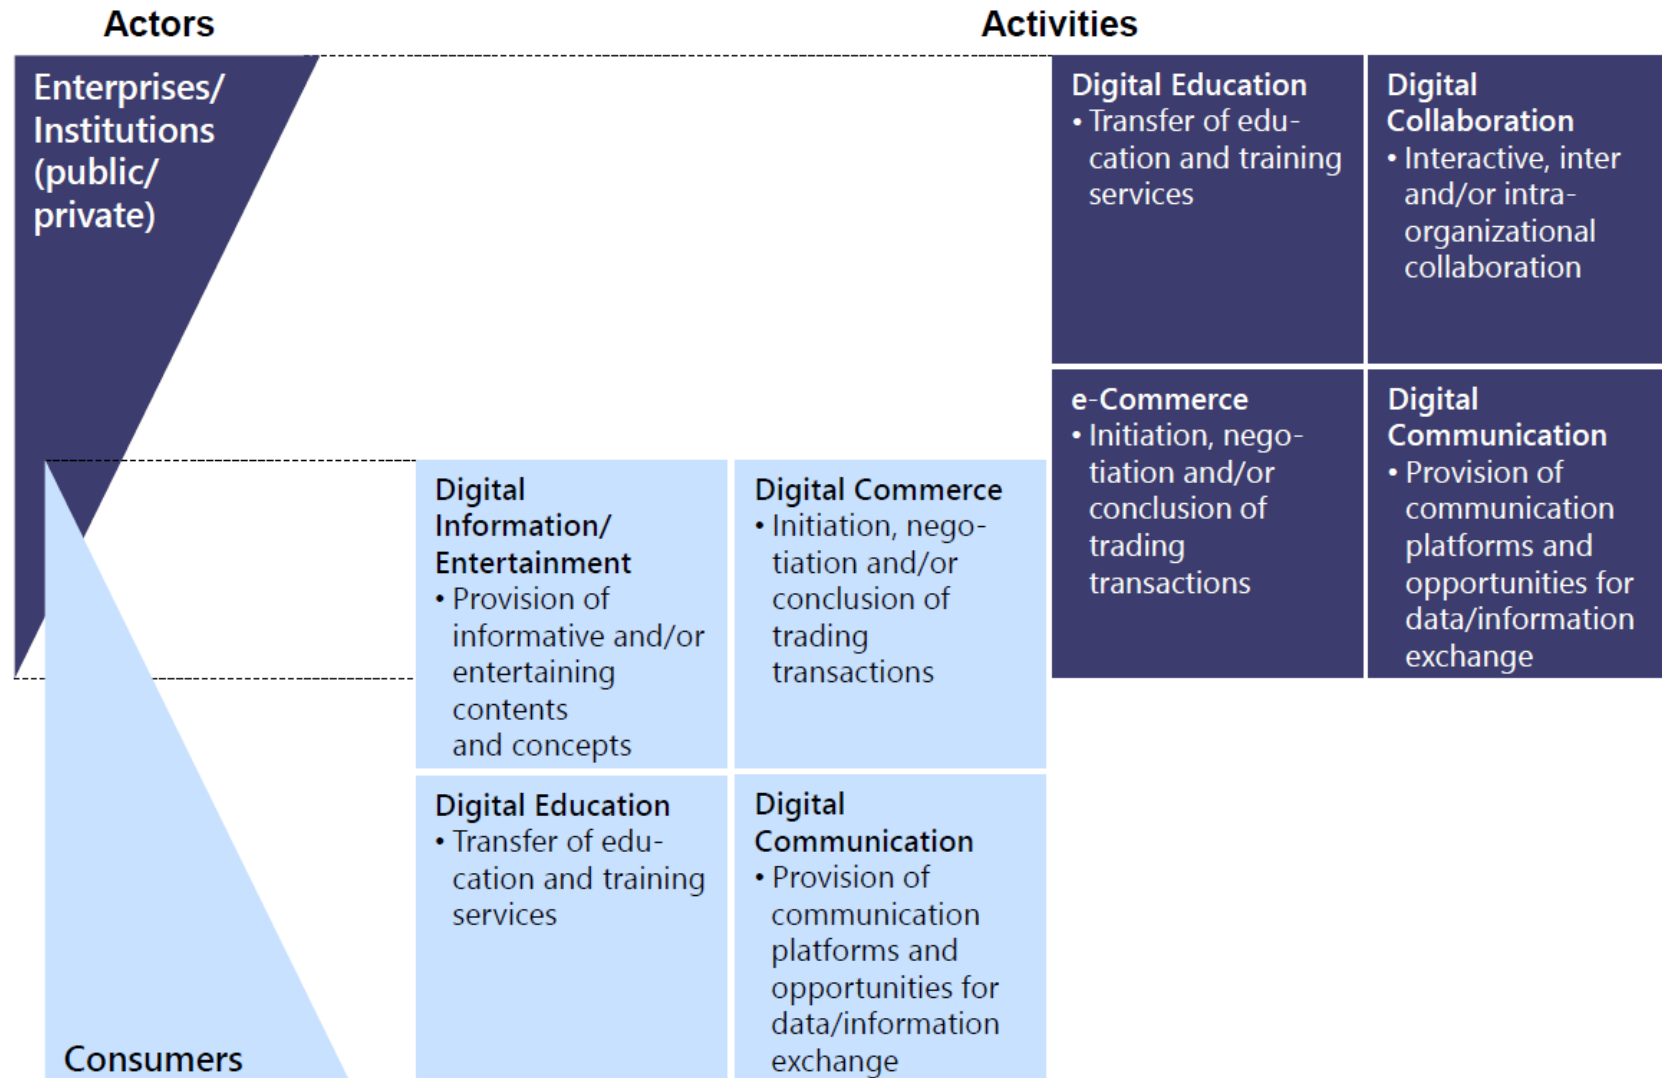 Actors
Activities
Enterprises/
Institutions
(public/
private)
Digital Education
• Transfer of edu-
cation and training
services
Digital
Collaboration
• Interactive, inter
and/or intra-
organizational
collaboration
e-Commerce
• Initiation, nego-
tiation and/or
conclusion of
trading
transactions
Digital
Communication
• Provision of
communication
platforms and
opportunities for
data/information
exchange
Digital
Information/
Entertainment
• Provision of
informative and/or
entertaining
contents
and concepts
Digital Commerce
• Initiation, nego-
tiation and/or
conclusion of
trading
transactions
Digital Education
• Transfer of edu-
cation and training
services
Digital
Communication
• Provision of
communication
platforms and
opportunities for
data/information
exchange
Consumers